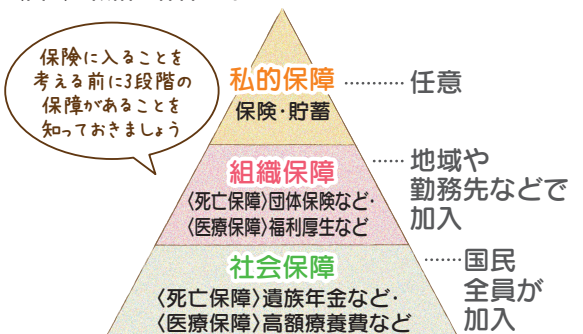 保険に入ることを
考える前に3段階の
保障があることを
知っておきましょう
私的保障 ………… 任意
保険・貯蓄
組織保障
〈死亡保障〉団体保険など・
〈医療保障〉福利厚生など
…… 地域や
勤務先などで
加入
社会保障
〈死亡保障〉遺族年金など・
〈医療保障〉高額療養費など
……国民
全員が
加入